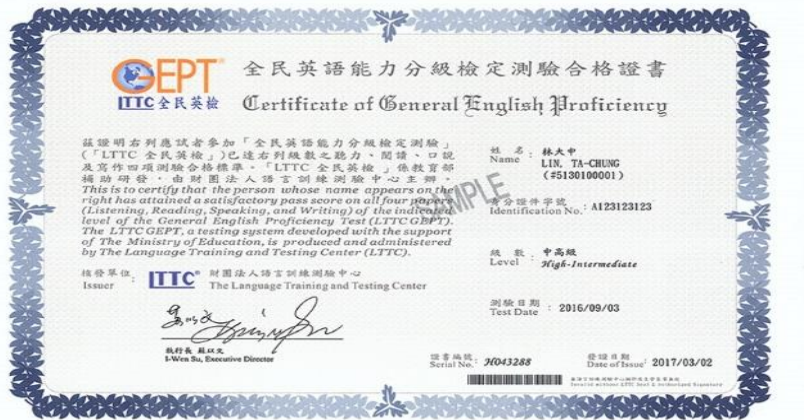 GEPT
LTTC 全民英檢
全民英語能力分級檢定測驗合格證書
Certificate of General English Proficiency
茲證明右列應試者參加「全民英語能力分級檢定測驗」
(「LTTC 全民英檢」)已達右列級數之聽力、閱讀、口說
及寫作四項測驗合格標準。「LTTC 全民英檢」係教育部
補助研發，由財團法人語言訓練測驗中心主辦。
This is to certify that the person whose name appears on the
right has attained a satisfactory pass score on all four
(Listening, Reading, Speaking, and Writing) of the
level of the General English Proficiency Test (LTTC GEPT).
The LTTC GEPT, a testing system developed with the support
of The Ministry of Education, is produced and administered
by The Language Training and Testing Center (LTTC).
核發單位
Issuer
:
LTTC®
財團法人語言訓練測驗中心
The Language Training and Testing Center
執行長
I-Wen Su, Executive Director
SAMPLE
姓 名
Name
: 林大中
LIN, TA-CHUNG
(#5130100001)
身分證件字號
Identification No.
: A123123123
級 數
Level
: 中高級
High-Intermediate
測驗日期
Test Date
: 2016/09/03
證書編號
Serial No.
: H043288
發證日期
Date of Issue
: 2017/03/02
Invalid without LTTC Seal & Authorized Signature